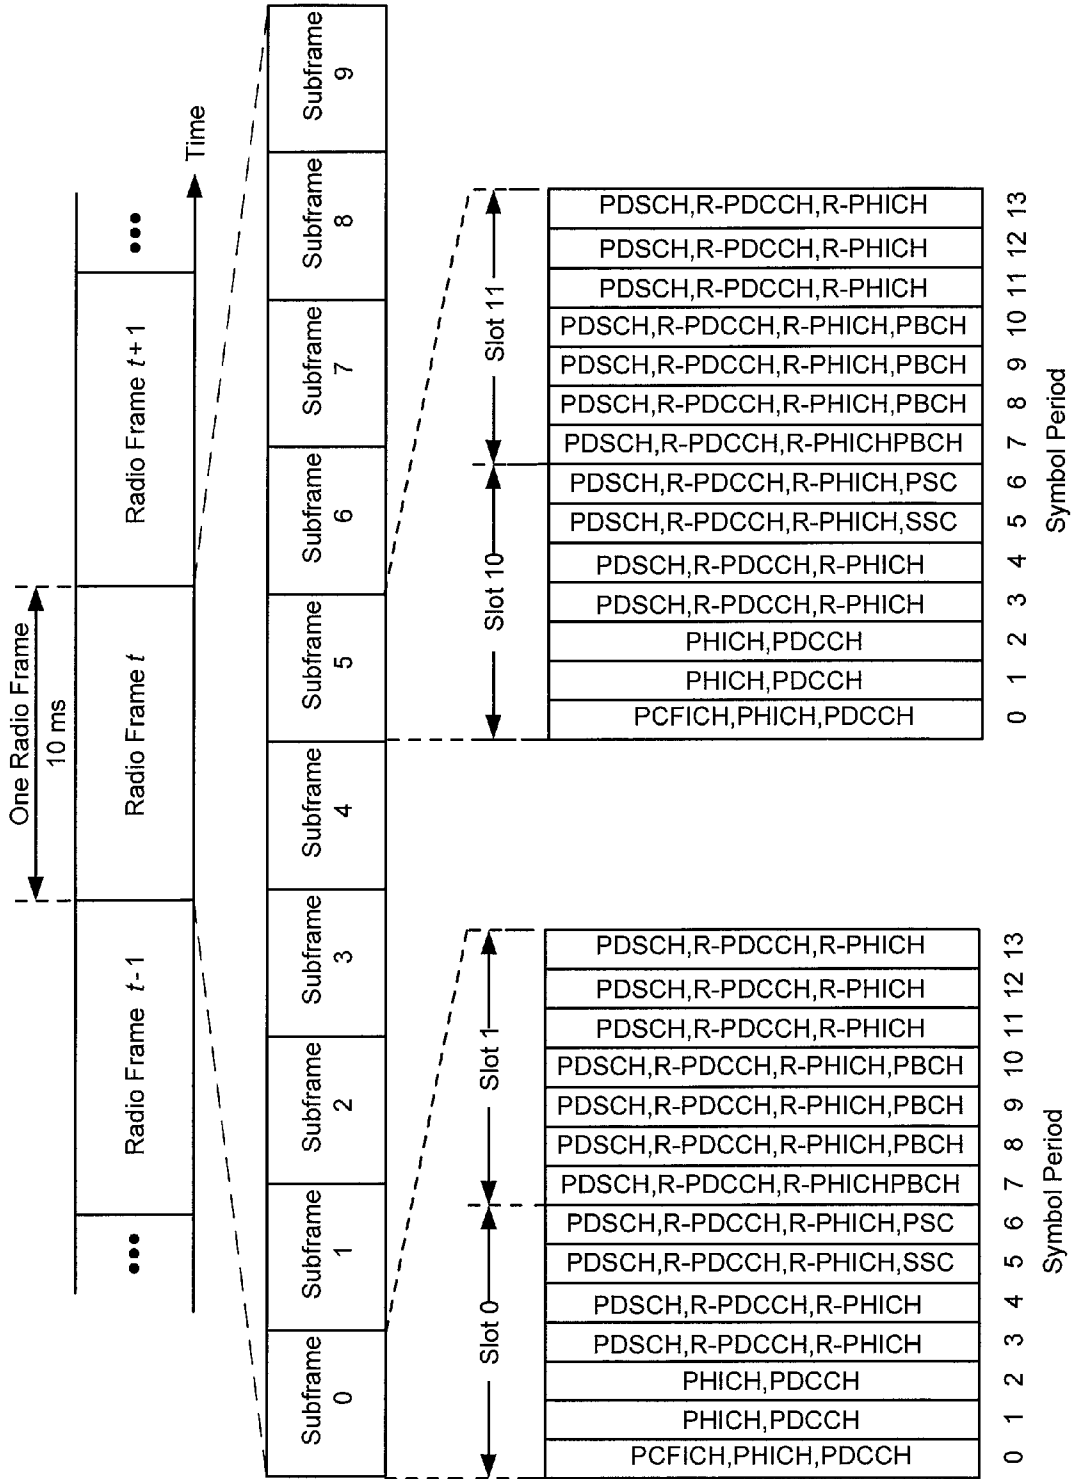 One Radio Frame
10 ms
Radio Frame t-1
Radio Frame t
Radio Frame t+1
Time
Subframe
0
Subframe
1
Subframe
2
Subframe
3
Subframe
4
Subframe
5
Subframe
6
Subframe
7
Subframe
8
Subframe
9
Slot 0
Slot 1
PCFICH,PHICH,PDCCH
PHICH,PDCCH
PHICH,PDCCH
PDSCH,R-PDCCH,R-PHICH
PDSCH,R-PDCCH,R-PHICH
PDSCH,R-PDCCH,R-PHICH,SSC
PDSCH,R-PDCCH,R-PHICH,PSC
PDSCH,R-PDCCH,R-PHICHPBCH
PDSCH,R-PDCCH,R-PHICH,PBCH
PDSCH,R-PDCCH,R-PHICH,PBCH
PDSCH,R-PDCCH,R-PHICH,PBCH
PDSCH,R-PDCCH,R-PHICH
PDSCH,R-PDCCH,R-PHICH
PDSCH,R-PDCCH,R-PHICH
0 1 2 3 4 5 6 7 8 9 10 11 12 13
Symbol Period
Slot 10
Slot 11
PCFICH,PHICH,PDCCH
PHICH,PDCCH
PHICH,PDCCH
PDSCH,R-PDCCH,R-PHICH
PDSCH,R-PDCCH,R-PHICH
PDSCH,R-PDCCH,R-PHICH,SSC
PDSCH,R-PDCCH,R-PHICH,PSC
PDSCH,R-PDCCH,R-PHICHPBCH
PDSCH,R-PDCCH,R-PHICH,PBCH
PDSCH,R-PDCCH,R-PHICH,PBCH
PDSCH,R-PDCCH,R-PHICH,PBCH
PDSCH,R-PDCCH,R-PHICH
PDSCH,R-PDCCH,R-PHICH
PDSCH,R-PDCCH,R-PHICH
0 1 2 3 4 5 6 7 8 9 10 11 12 13
Symbol Period